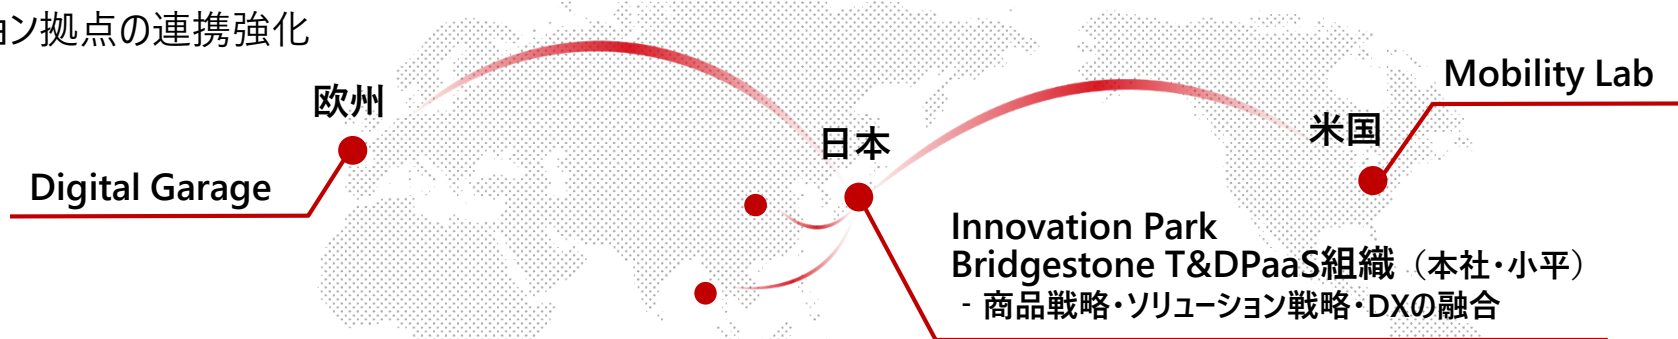 ョン拠点の連携強化
欧州
Digital Garage
日本
米国
Mobility Lab
Innovation Park
Bridgestone T&DPaaS組織（本社・小平）
- 商品戦略・ソリューション戦略・DXの融合